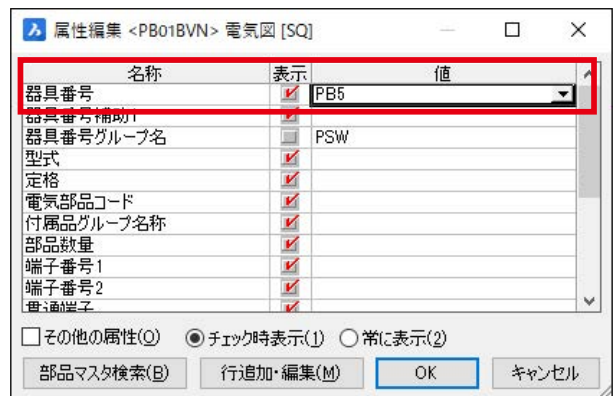 属性編集 <PB01BVN> 電気図 [SQ]
名称 表示 値
器具番号 PB5
器具番号補助1
器具番号グループ名 PSW
型式
定格
電気部品コード
付属品グループ名称
部品数量
端子番号1
端子番号2
貫通端子
その他の属性(O) チェック時表示(1) 常に表示(2)
部品マスタ検索(B) 行追加・編集(M) OK キャンセル